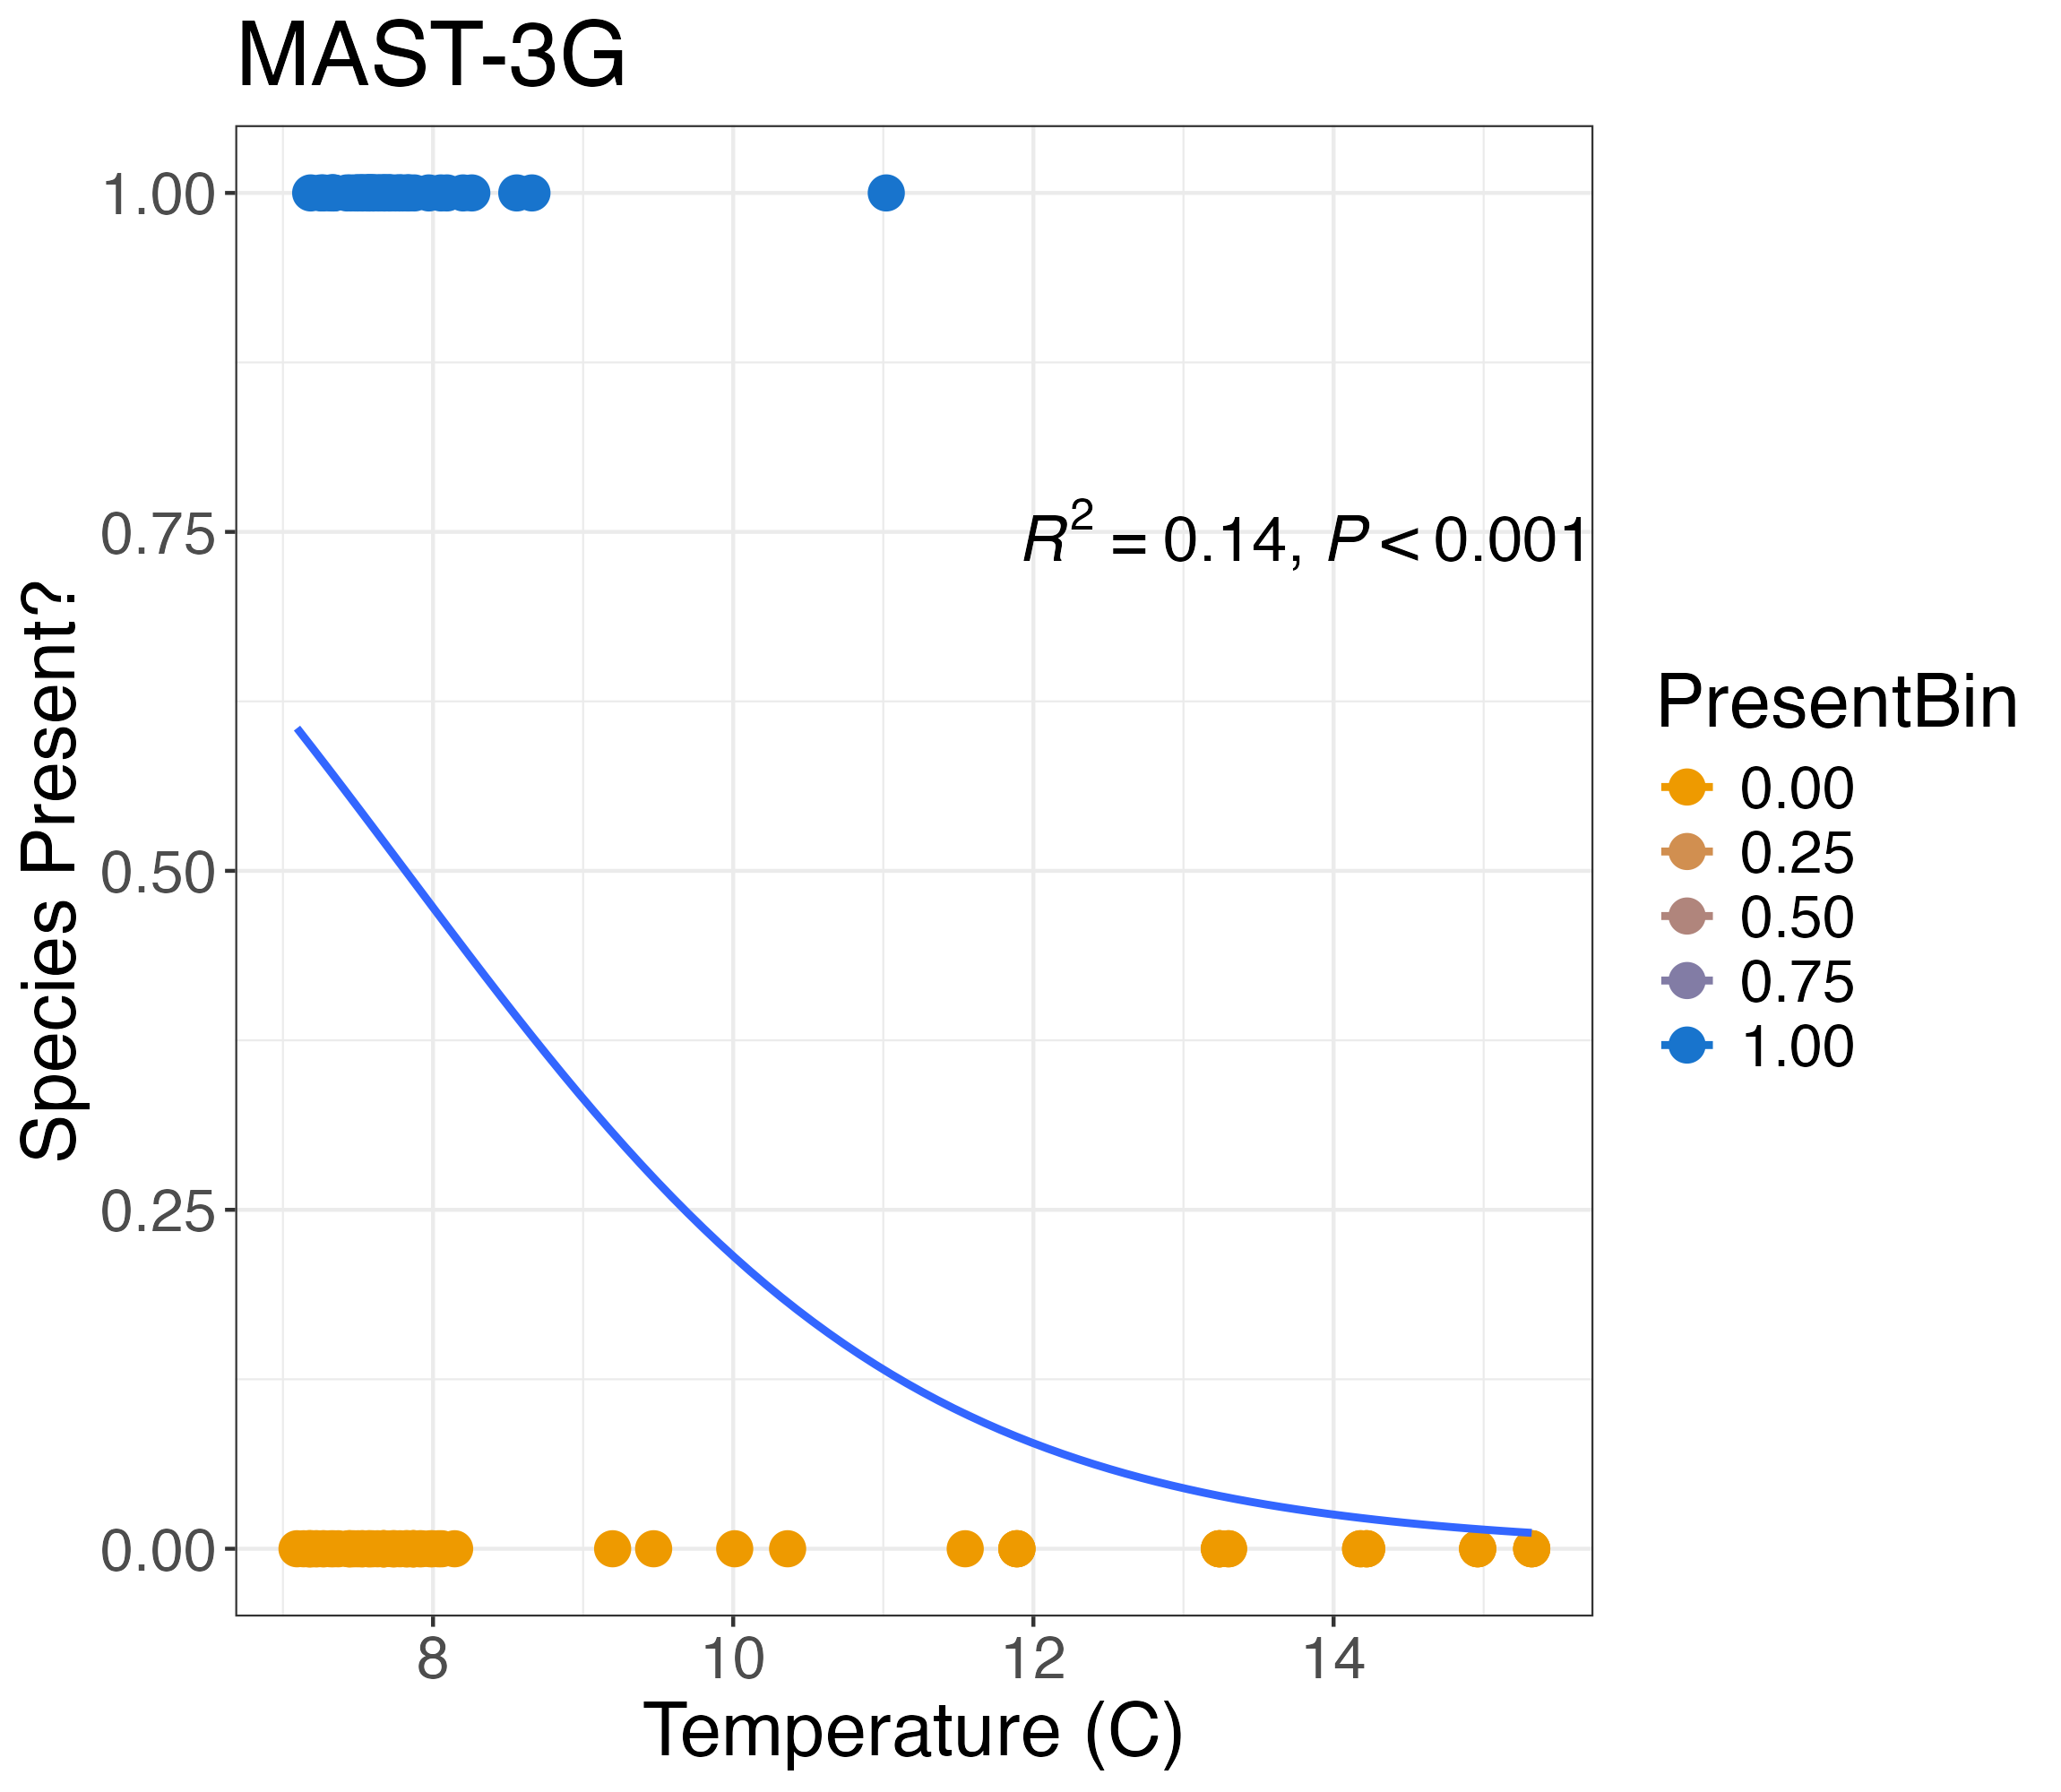 MAST-3G
1.00
0.75
0.50
0.25
0.00
Species Present?
R² = 0.14, P < 0.001
8 10 12 14
Temperature (C)
PresentBin
0.00
0.25
0.50
0.75
1.00